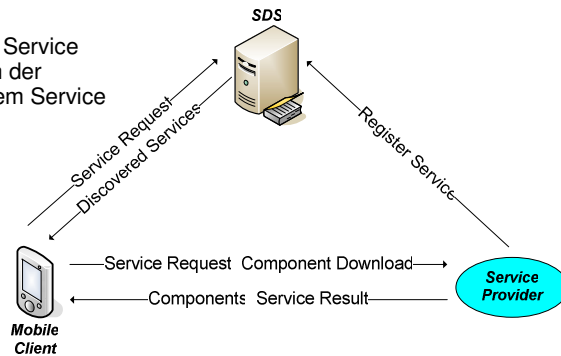 SDS
Service
der
em Service
Service Request
Discovered Services
Register Service
Service Request Component Download
Components Service Result
Service
Provider
Mobile
Client